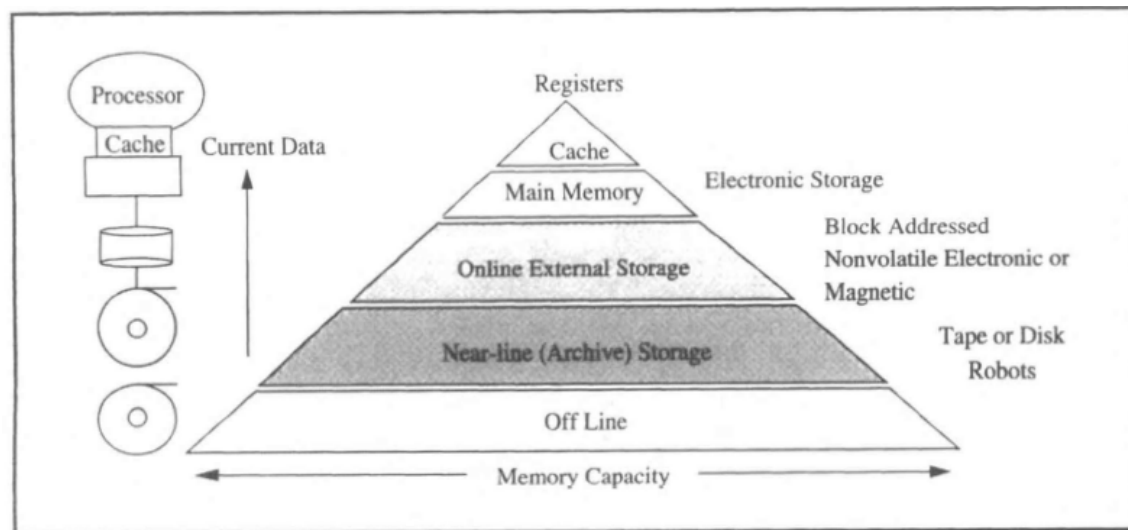 Processor
Cache
Current Data
Registers
Cache
Main Memory
Electronic Storage
Online External Storage
Block Addressed
Nonvolatile Electronic or
Magnetic
Near-line (Archive) Storage
Tape or Disk
Robots
Off Line
Memory Capacity